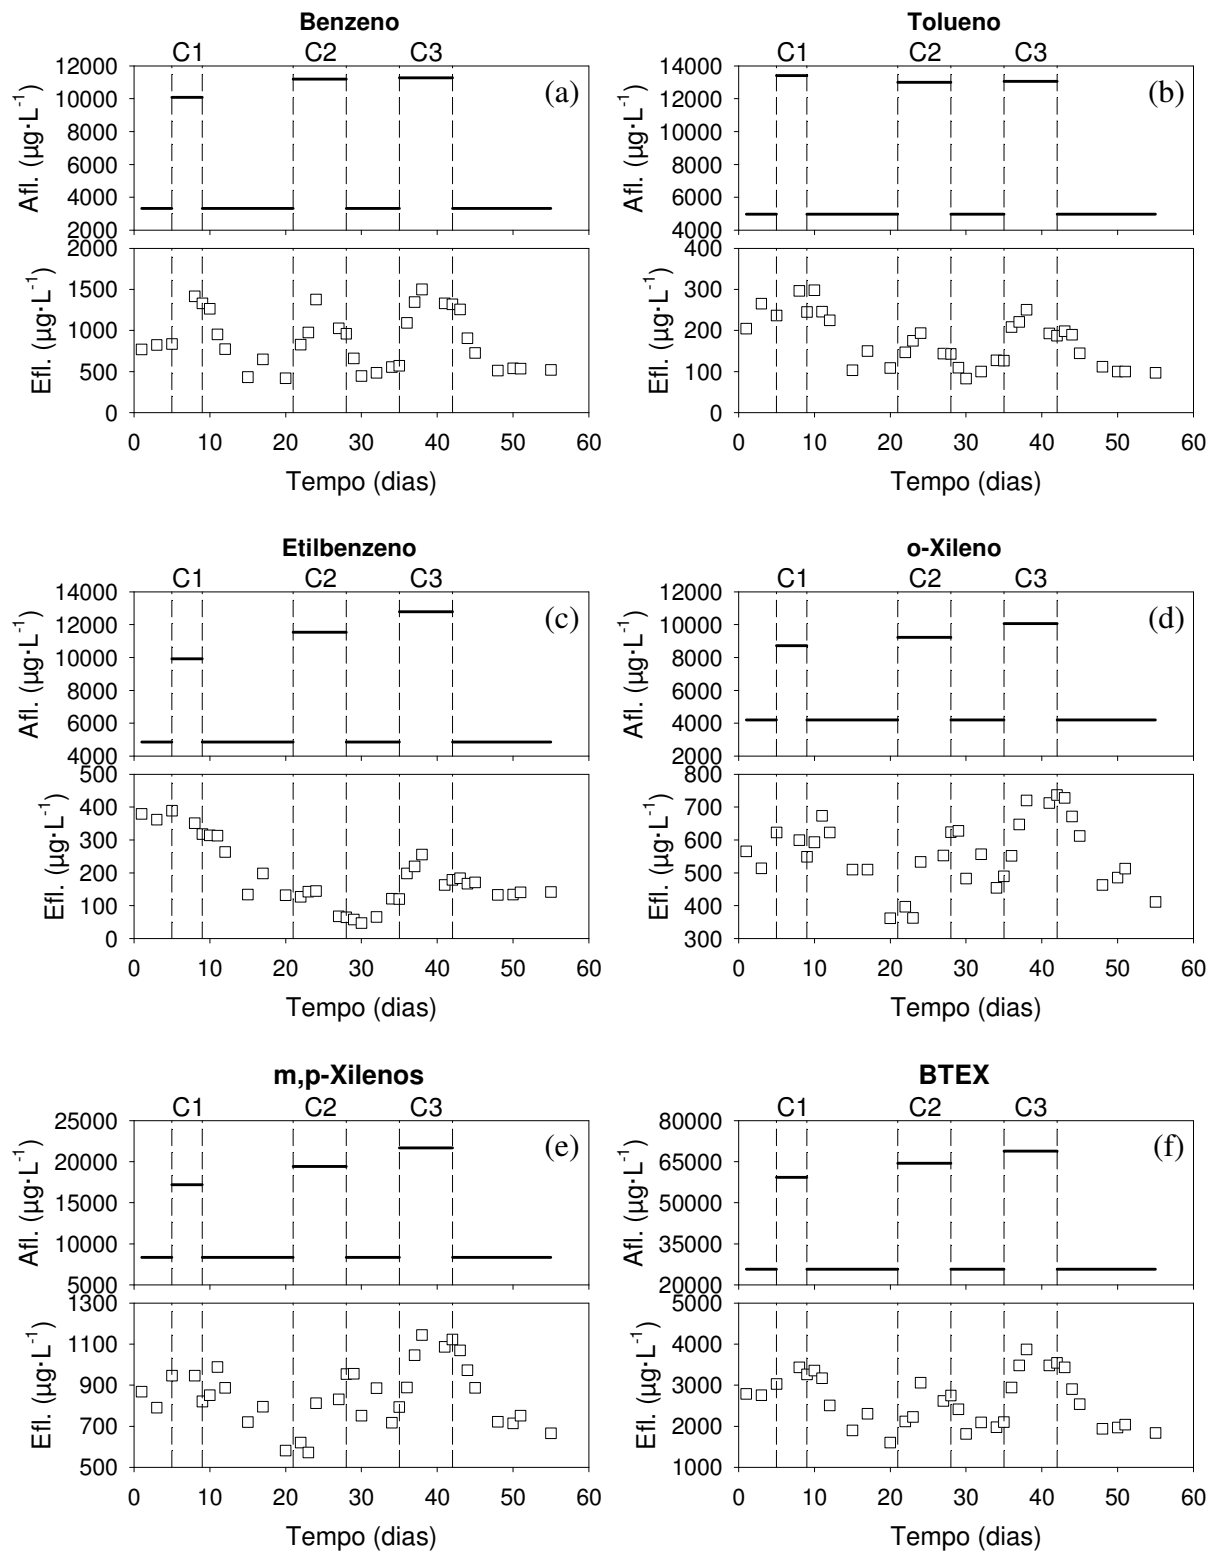 Benzeno
C1 C2 C3
12000
10000
8000
6000
4000
2000
Afl. (µg·L⁻¹)
(a)
2000
1500
1000
500
0
Efl. (µg·L⁻¹)
0 10 20 30 40 50 60
Tempo (dias)
Tolueno
C1 C2 C3
14000
12000
10000
8000
6000
4000
Afl. (µg·L⁻¹)
(b)
400
300
200
100
0
Efl. (µg·L⁻¹)
0 10 20 30 40 50 60
Tempo (dias)
Etilbenzeno
C1 C2 C3
14000
12000
10000
8000
6000
4000
Afl. (µg·L⁻¹)
(c)
500
400
300
200
100
0
Efl. (µg·L⁻¹)
0 10 20 30 40 50 60
Tempo (dias)
o-Xileno
C1 C2 C3
12000
10000
8000
6000
4000
2000
Afl. (µg·L⁻¹)
(d)
800
700
600
500
400
300
Efl. (µg·L⁻¹)
0 10 20 30 40 50 60
Tempo (dias)
m,p-Xilenos
C1 C2 C3
25000
20000
15000
10000
5000
Afl. (µg·L⁻¹)
(e)
1300
1100
900
700
500
Efl. (µg·L⁻¹)
0 10 20 30 40 50 60
Tempo (dias)
BTEX
C1 C2 C3
80000
65000
50000
35000
20000
Afl. (µg·L⁻¹)
(f)
5000
4000
3000
2000
1000
Efl. (µg·L⁻¹)
0 10 20 30 40 50 60
Tempo (dias)